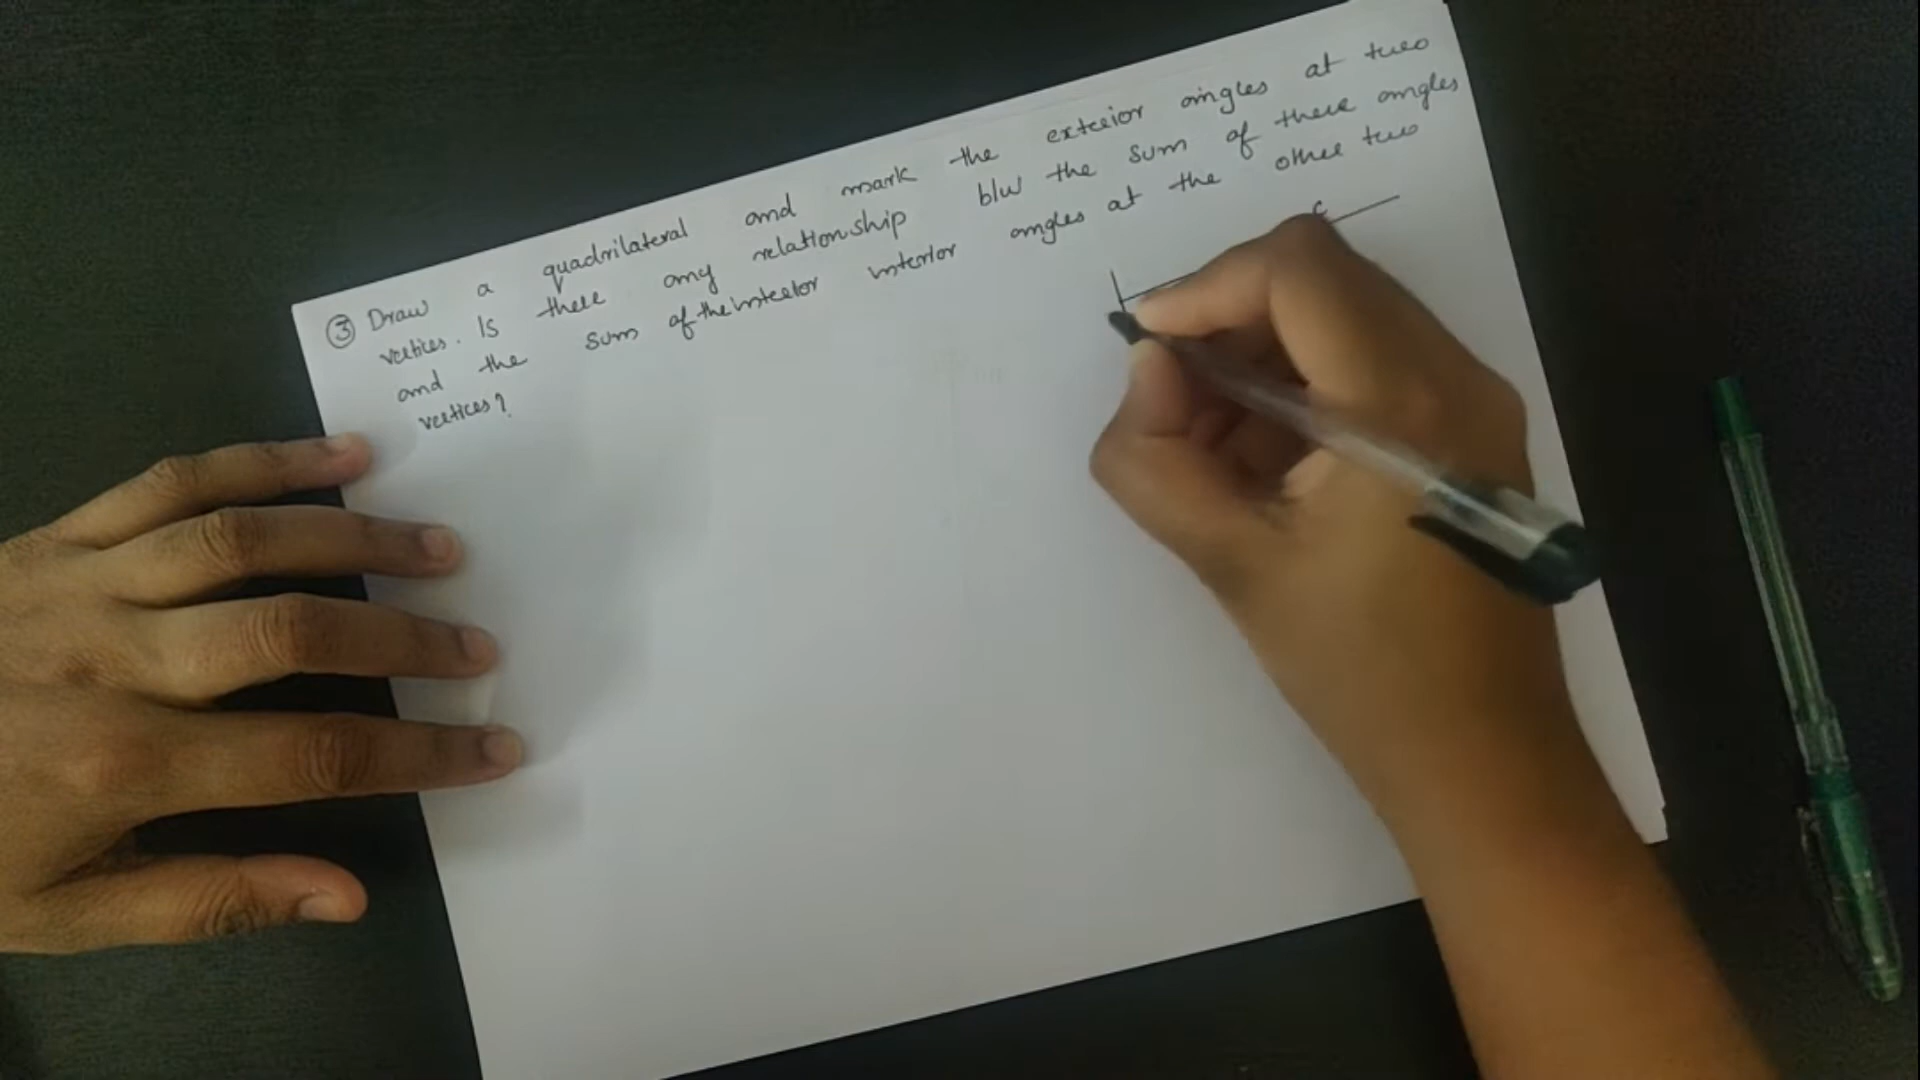 ③ Draw a quadrilateral and mark the exterior angles at two
vertices. Is there any relationship b/w the sum of these angles
and the sum of the interior interior angles at the other two
vertices?
C